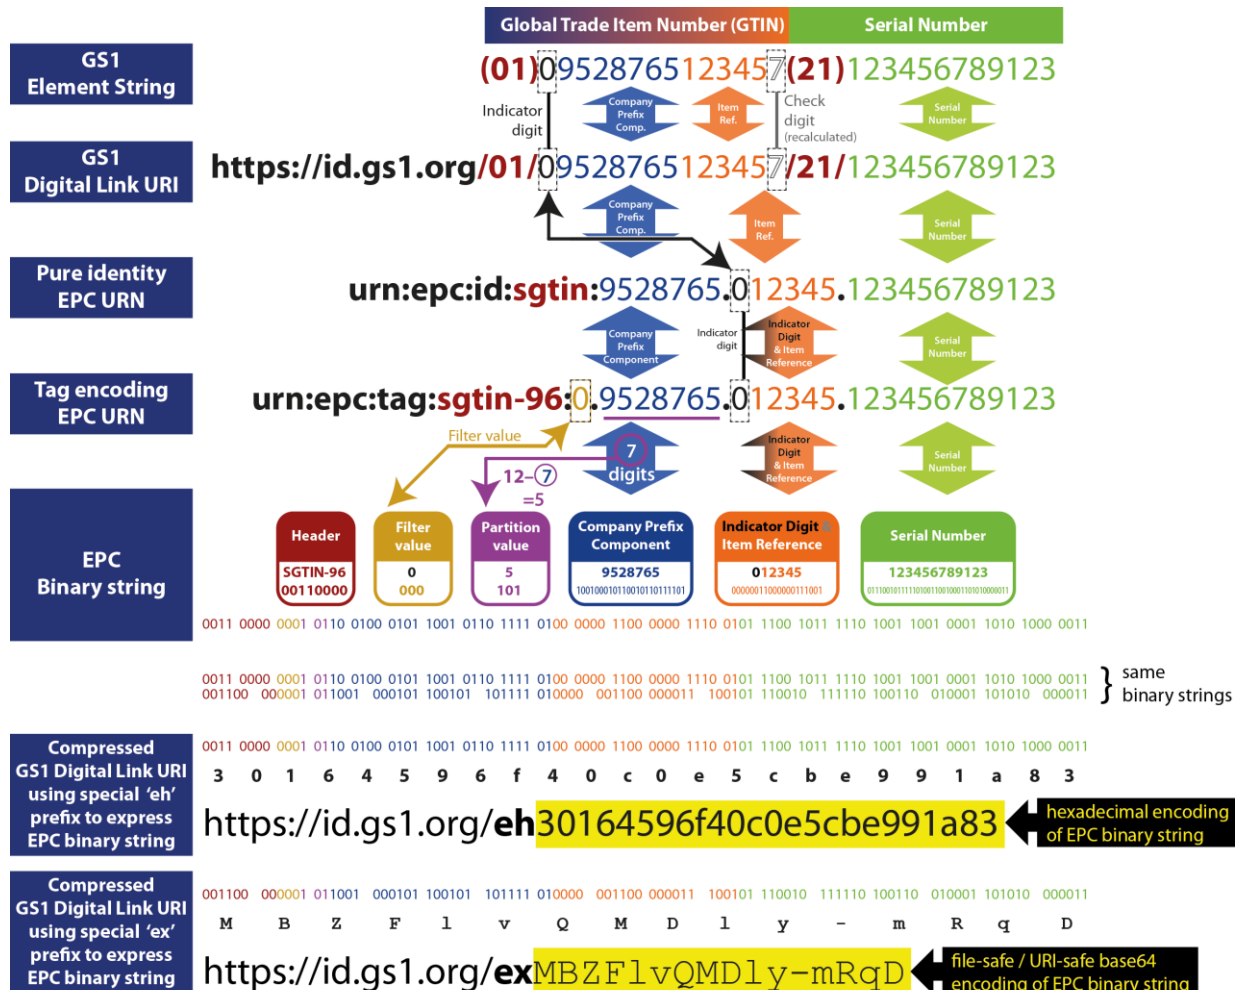 Global Trade Item Number (GTIN) Serial Number
GS1
Element String
(01)09528765123457(21)123456789123
Indicator
digit
Company
Prefix
Comp.
Item
Ref.
Check
digit
(recalculated)
Serial
Number
GS1
Digital Link URI
https://id.gs1.org/01/09528765123457/21/123456789123
Company
Prefix
Comp.
Item
Ref.
Serial
Number
Pure identity
EPC URN
urn:epc:id:sgtin:9528765.012345.123456789123
Company
Prefix
Component
Indicator
digit
Indicator
Digit
& Item
Reference
Serial
Number
Tag encoding
EPC URN
urn:epc:tag:sgtin-96:0.9528765.012345.123456789123
Filter value
7
digits
12–7
=5
Indicator
Digit
& Item
Reference
Serial
Number
EPC
Binary string
Header
SGTIN-96
00110000
Filter
value
0
000
Partition
value
5
101
Company Prefix
Component
9528765
100100010110010110111101
Indicator Digit &
Item Reference
012345
00000011000000111001
Serial Number
123456789123
01110010111110100110010001101010000011
0011 0000 0001 0110 0100 0101 1001 0110 1111 0100 0000 1100 0000 1110 0101 1100 1011 1110 1001 1001 0001 1010 1000 0011
0011 0000 0001 0110 0100 0101 1001 0110 1111 0100 0000 1100 0000 1110 0101 1100 1011 1110 1001 1001 0001 1010 1000 0011
001100 000001 011001 000101 100101 101111 010000 001100 000011 100101 110010 111110 100110 010001 101010 000011
} same
binary strings
Compressed
GS1 Digital Link URI
using special ‘eh’
prefix to express
EPC binary string
0011 0000 0001 0110 0100 0101 1001 0110 1111 0100 0000 1100 0000 1110 0101 1100 1011 1110 1001 1001 0001 1010 1000 0011
3 0 1 6 4 5 9 6 f 4 0 c 0 e 5 c b e 9 9 1 a 8 3
https://id.gs1.org/eh30164596f40c0e5cbe991a83
hexadecimal encoding
of EPC binary string
Compressed
GS1 Digital Link URI
using special ‘ex’
prefix to express
EPC binary string
001100 000001 011001 000101 100101 101111 010000 001100 000011 100101 110010 111110 100110 010001 101010 000011
M B Z F l v Q M D l y - m R q D
https://id.gs1.org/exMBZFlvQMDly-mRqD
file-safe / URI-safe base64
encoding of EPC binary string